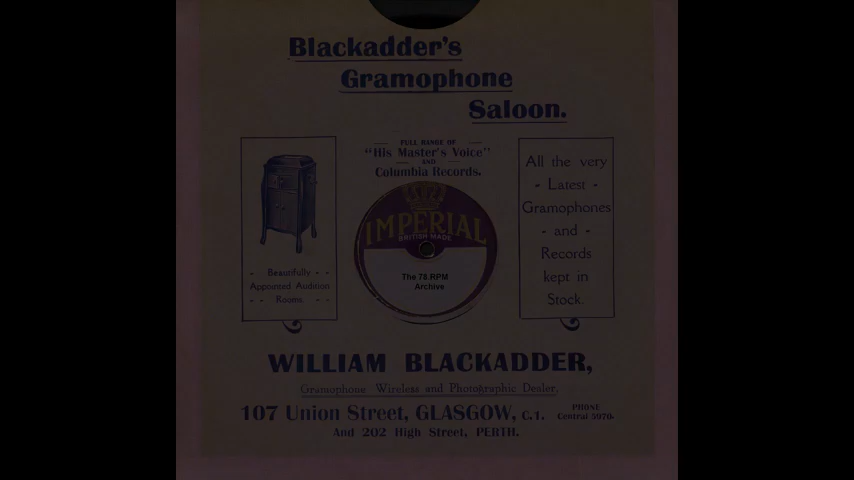 Blackadder's
Gramophone
Saloon.
FULL RANGE OF
"His Master's Voice"
AND
Columbia Records.
- Beautifully - -
Appointed Audition
- - Rooms. - -
IMPERIAL
BRITISH MADE
The 78 RPM
Archive
All the very
- Latest -
Gramophones
- and -
Records
kept in
Stock.
WILLIAM BLACKADDER,
Gramophone Wireless and Photographic Dealer.
107 Union Street, GLASGOW, C.1.
PHONE
Central 5976.
And 202 High Street, PERTH.